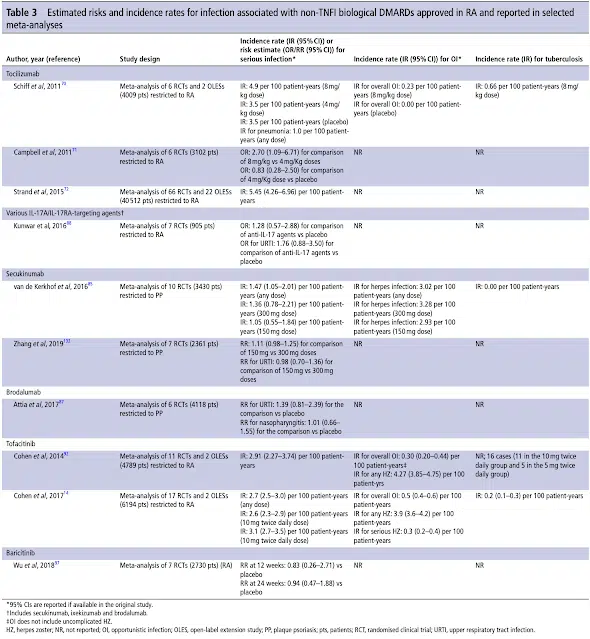 Table 3 Estimated risks and incidence rates for infection associated with non-TNFI biological DMARDs approved in RA and reported in selected
meta-analyses
Author, year (reference) Study design Incidence rate (IR (95% CI)) or
risk estimate (OR/RR (95% CI)) for
serious infection* Incidence rate (IR (95% CI)) for OI* Incidence rate (IR) for tuberculosis
Tocilizumab
Schiff et al, 2011 Meta-analysis of 6 RCTs and 2 OLESs
(4009 pts) restricted to RA
IR: 4.9 per 100 patient-years (8 mg/
kg dose)
IR: 3.5 per 100 patient-years (4 mg/
kg dose)
IR: 3.5 per 100 patient-years (placebo)
IR for pneumonia: 1.0 per 100 patient-
years (any dose)
IR for overall OI: 0.23 per 100 patient-
years (8 mg/kg dose)
IR for overall OI: 0.00 per 100 patient-
years (placebo)
IR: 0.66 per 100 patient-years (8 mg/
kg dose)
Campbell et al, 2011 Meta-analysis of 6 RCTs (3102 pts)
restricted to RA
OR: 2.70 (1.09–6.71) for comparison
of 8 mg/kg vs 4 mg/kg doses
OR: 0.83 (0.28–2.50) for comparison
of 4 mg/kg dose vs placebo
NR NR
Strand et al, 2015 Meta-analysis of 66 RCTs and 22 OLESs
(40 512 pts) restricted to RA
IR: 5.45 (4.26–6.96) per 100 patient-
years
NR NR
Various IL-17A/IL-17RA-targeting agents†
Kunwar et al, 2016 Meta-analysis of 7 RCTs (905 pts)
restricted to RA
OR: 1.28 (0.57–2.88) for comparison
of anti-IL-17 agents vs placebo
OR for URTI: 1.76 (0.88–3.50) for
comparison of anti-IL-17 agents vs
placebo
NR NR
Secukinumab
van de Kerkhof et al, 2016 Meta-analysis of 10 RCTs (3430 pts)
restricted to PP
IR: 1.47 (1.05–2.01) per 100 patient-
years (any dose)
IR: 1.36 (0.78–2.21) per 100 patient-
years (300 mg dose)
IR: 1.05 (0.55–1.84) per 100 patient-
years (150 mg dose)
IR for herpes infection: 3.02 per 100
patient-years (any dose)
IR for herpes infection: 3.28 per 100
patient-years (300 mg dose)
IR for herpes infection: 2.93 per 100
patient-years (150 mg dose)
IR: 0.00 per 100 patient-years
Zhang et al, 2019 Meta-analysis of 7 RCTs (2361 pts)
restricted to PP
RR: 1.11 (0.98–1.25) for comparison
of 150 mg vs 300 mg doses
RR for URTI: 0.98 (0.70–1.36) for
comparison of 150 mg vs 300 mg
doses
NR NR
Brodalumab
Attia et al, 2017 Meta-analysis of 6 RCTs (4118 pts)
restricted to PP
RR for URTI: 1.39 (0.81–2.39) for the
comparison vs placebo
RR for nasopharyngitis: 1.01 (0.66–
1.55) for the comparison vs placebo
NR NR
Tofacitinib
Cohen et al, 2014 Meta-analysis of 11 RCTs and 2 OLESs
(4789 pts) restricted to RA
IR: 2.91 (2.27–3.74) per 100 patient-
years
IR for overall OI: 0.30 (0.20–0.44) per
100 patient-years‡
IR for any HZ: 4.27 (3.85–4.75) per 100
patient-yrs
NR; 16 cases (11 in the 10 mg twice
daily group and 5 in the 5 mg twice
daily group)
Cohen et al, 2017 Meta-analysis of 17 RCTs and 2 OLESs
(6194 pts) restricted to RA
IR: 2.7 (2.5–3.0) per 100 patient-years
(any dose)
IR: 2.6 (2.3–2.9) per 100 patient-years
(10 mg twice daily dose)
IR: 3.1 (2.7–3.5) per 100 patient-years
(10 mg twice daily dose)
IR for overall OI: 0.5 (0.4–0.6) per 100
patient-years
IR for any HZ: 3.9 (3.6–4.2) per 100
patient-years
IR for serious HZ: 0.3 (0.2–0.4) per 100
patient-years
IR: 0.2 (0.1–0.3) per 100 patient-years
Baricitinib
Wu et al, 2018 Meta-analysis of 7 RCTs (2730 pts) (RA)
RR at 12 weeks: 0.83 (0.26–2.71) vs
placebo
RR at 24 weeks: 0.94 (0.47–1.88) vs
placebo
NR NR
*95% CIs are reported if available in the original study.
†Includes secukinumab, ixekizumab and brodalumab.
‡OI does not include uncomplicated HZ.
HZ, herpes zoster; NR, not reported; OI, opportunistic infection; OLES, open-label extension study; PP, plaque psoriasis; pts, patients; RCT, randomised clinical trial; URTI, upper respiratory tract infection.